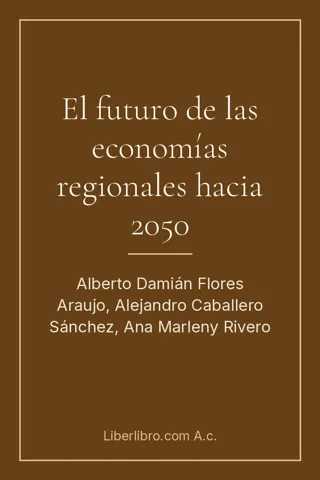 El futuro de las
economías
regionales hacia
2050
Alberto Damián Flores
Araujo, Alejandro Caballero
Sánchez, Ana Marleny Rivero
Liberlibro.com A.c.